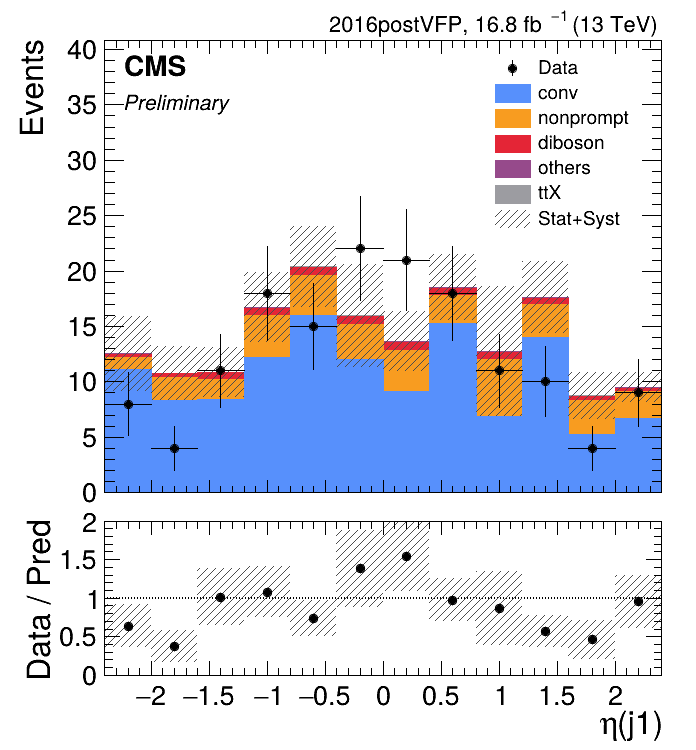 2016postVFP, 16.8 fb⁻¹ (13 TeV)
Events
40
35
30
25
20
15
10
5
0
CMS
Preliminary
Data
conv
nonprompt
diboson
others
ttX
Stat+Syst
Data / Pred
2
1.5
1
0.5
0
−2
−1.5
−1
−0.5
0
0.5
1
1.5
2
η(j1)